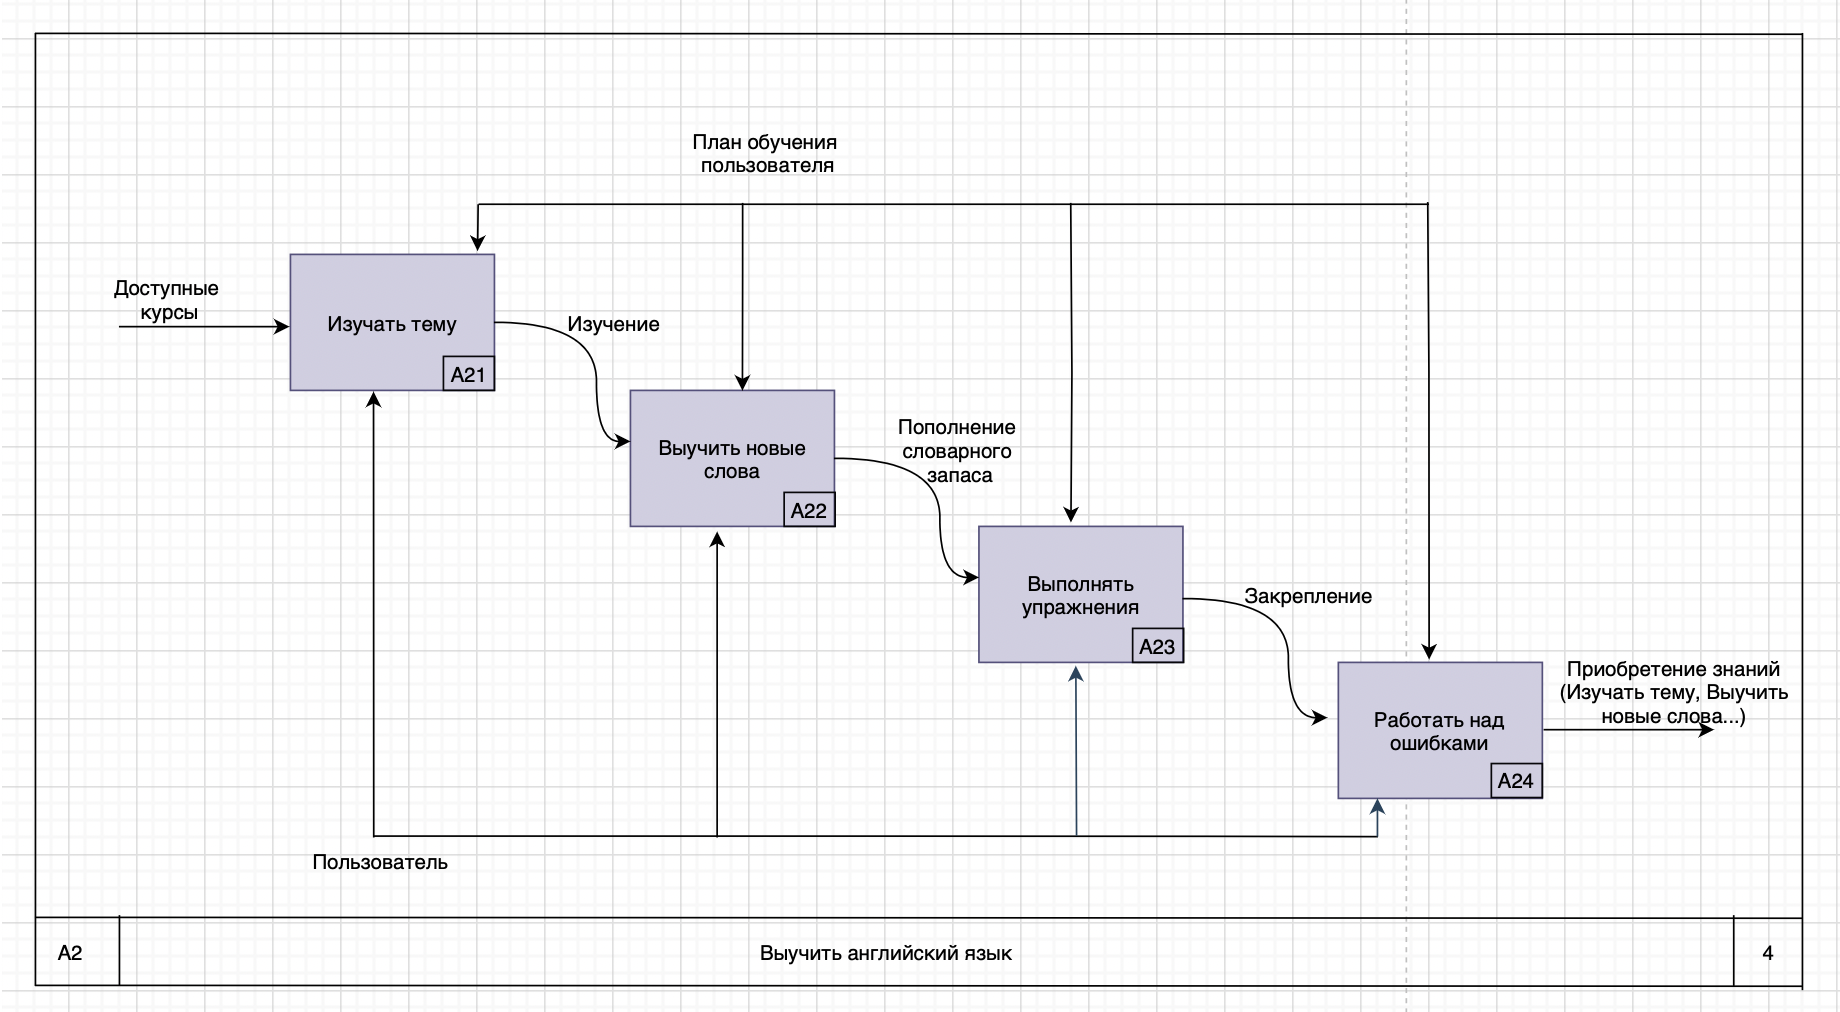 План обучения
пользователя
Доступные
курсы
Изучать тему
A21
Изучение
Выучить новые
слова
A22
Пополнение
словарного
запаса
Выполнять
упражнения
A23
Закрепление
Работать над
ошибками
A24
Приобретение знаний
(Изучать тему, Выучить
новые слова...)
Пользователь
A2
Выучить английский язык
4